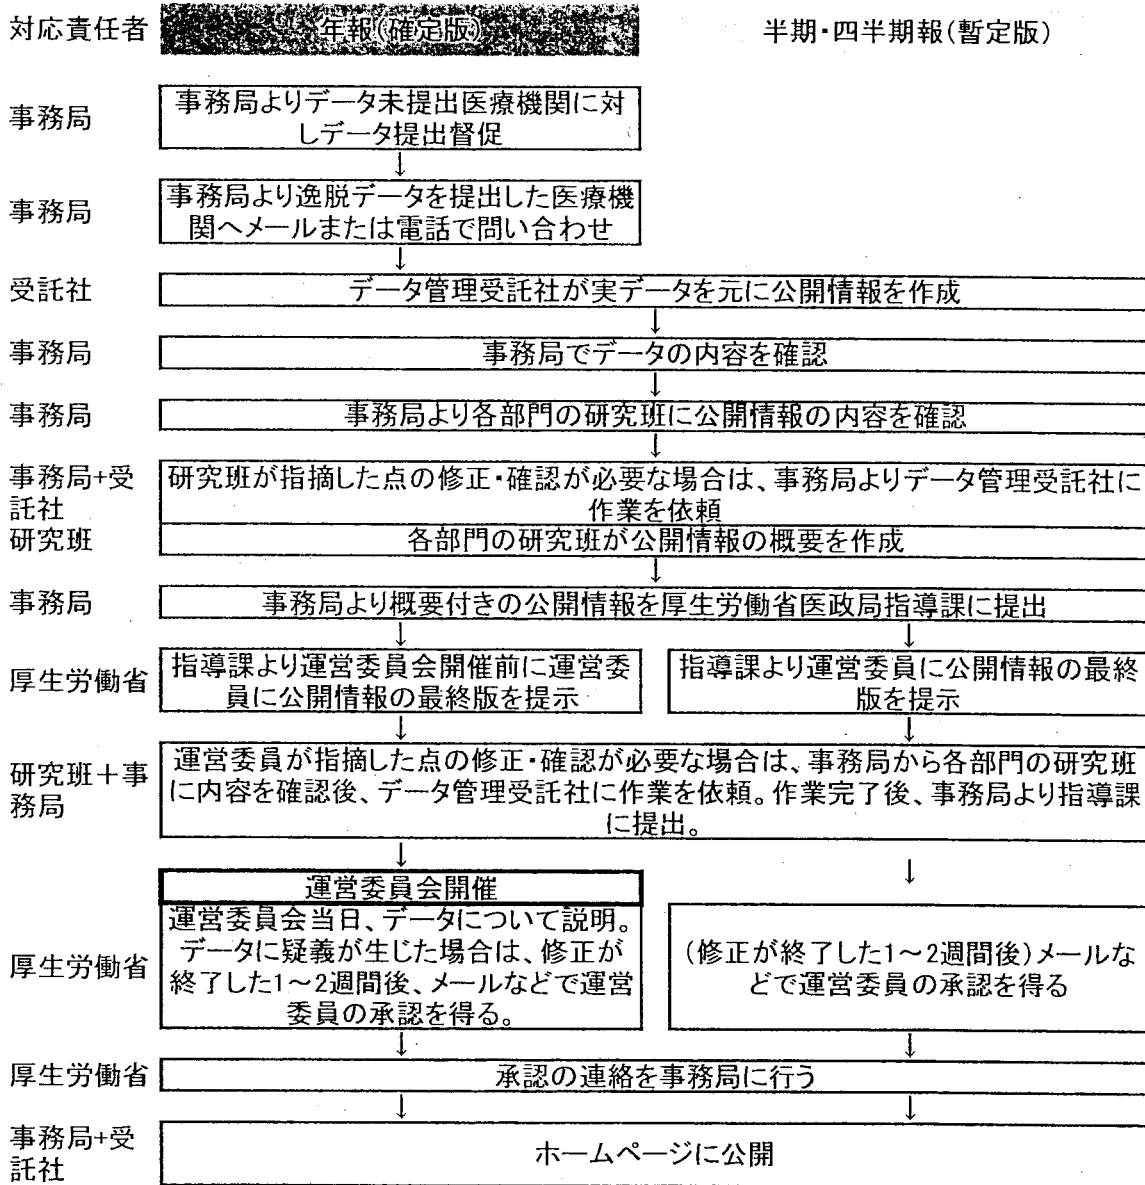 対応責任者 年報(確定版) 半期・四半期報(暫定版)
事務局
事務局よりデータ未提出医療機関に対
しデータ提出督促
↓
事務局
事務局より逸脱データを提出した医療機
関へメールまたは電話で問い合わせ
↓
受託社
データ管理受託社が実データを元に公開情報を作成
↓
事務局
事務局でデータの内容を確認
↓
事務局
事務局より各部門の研究班に公開情報の内容を確認
↓
事務局+受
託社
研究班が指摘した点の修正・確認が必要な場合は、事務局よりデータ管理受託社に
作業を依頼
研究班
各部門の研究班が公開情報の概要を作成
↓
事務局
事務局より概要付きの公開情報を厚生労働省医政局指導課に提出
↓ ↓
厚生労働省
指導課より運営委員会開催前に運営委
員に公開情報の最終版を提示
指導課より運営委員に公開情報の最終
版を提示
↓ ↓
研究班＋事
務局
運営委員が指摘した点の修正・確認が必要な場合は、事務局から各部門の研究班
に内容を確認後、データ管理受託社に作業を依頼。作業完了後、事務局より指導課
に提出。
↓ ↓
運営委員会開催
厚生労働省
運営委員会当日、データについて説明。
データに疑義が生じた場合は、修正が
終了した1～2週間後、メールなどで運営
委員の承認を得る。
(修正が終了した1～2週間後)メールな
どで運営委員の承認を得る
↓ ↓
厚生労働省
承認の連絡を事務局に行う
↓ ↓
事務局+受
託社
ホームページに公開